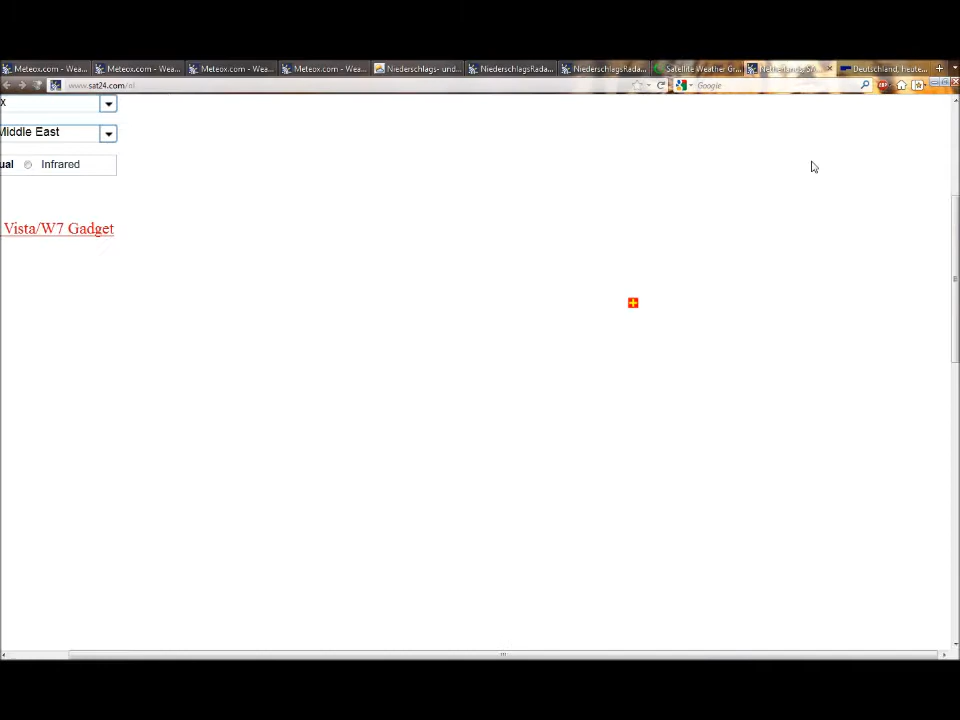 Meteox.com - Wea... Meteox.com - Wea... Meteox.com - Wea... Meteox.com - Wea... Niederschlags- und... NiederschlagsRada... NiederschlagsRada... Satellite Weather Gr... Deutschland, heute...
www.sat24.com/nl Google
x
Middle East
ual Infrared
Vista/W7 Gadget